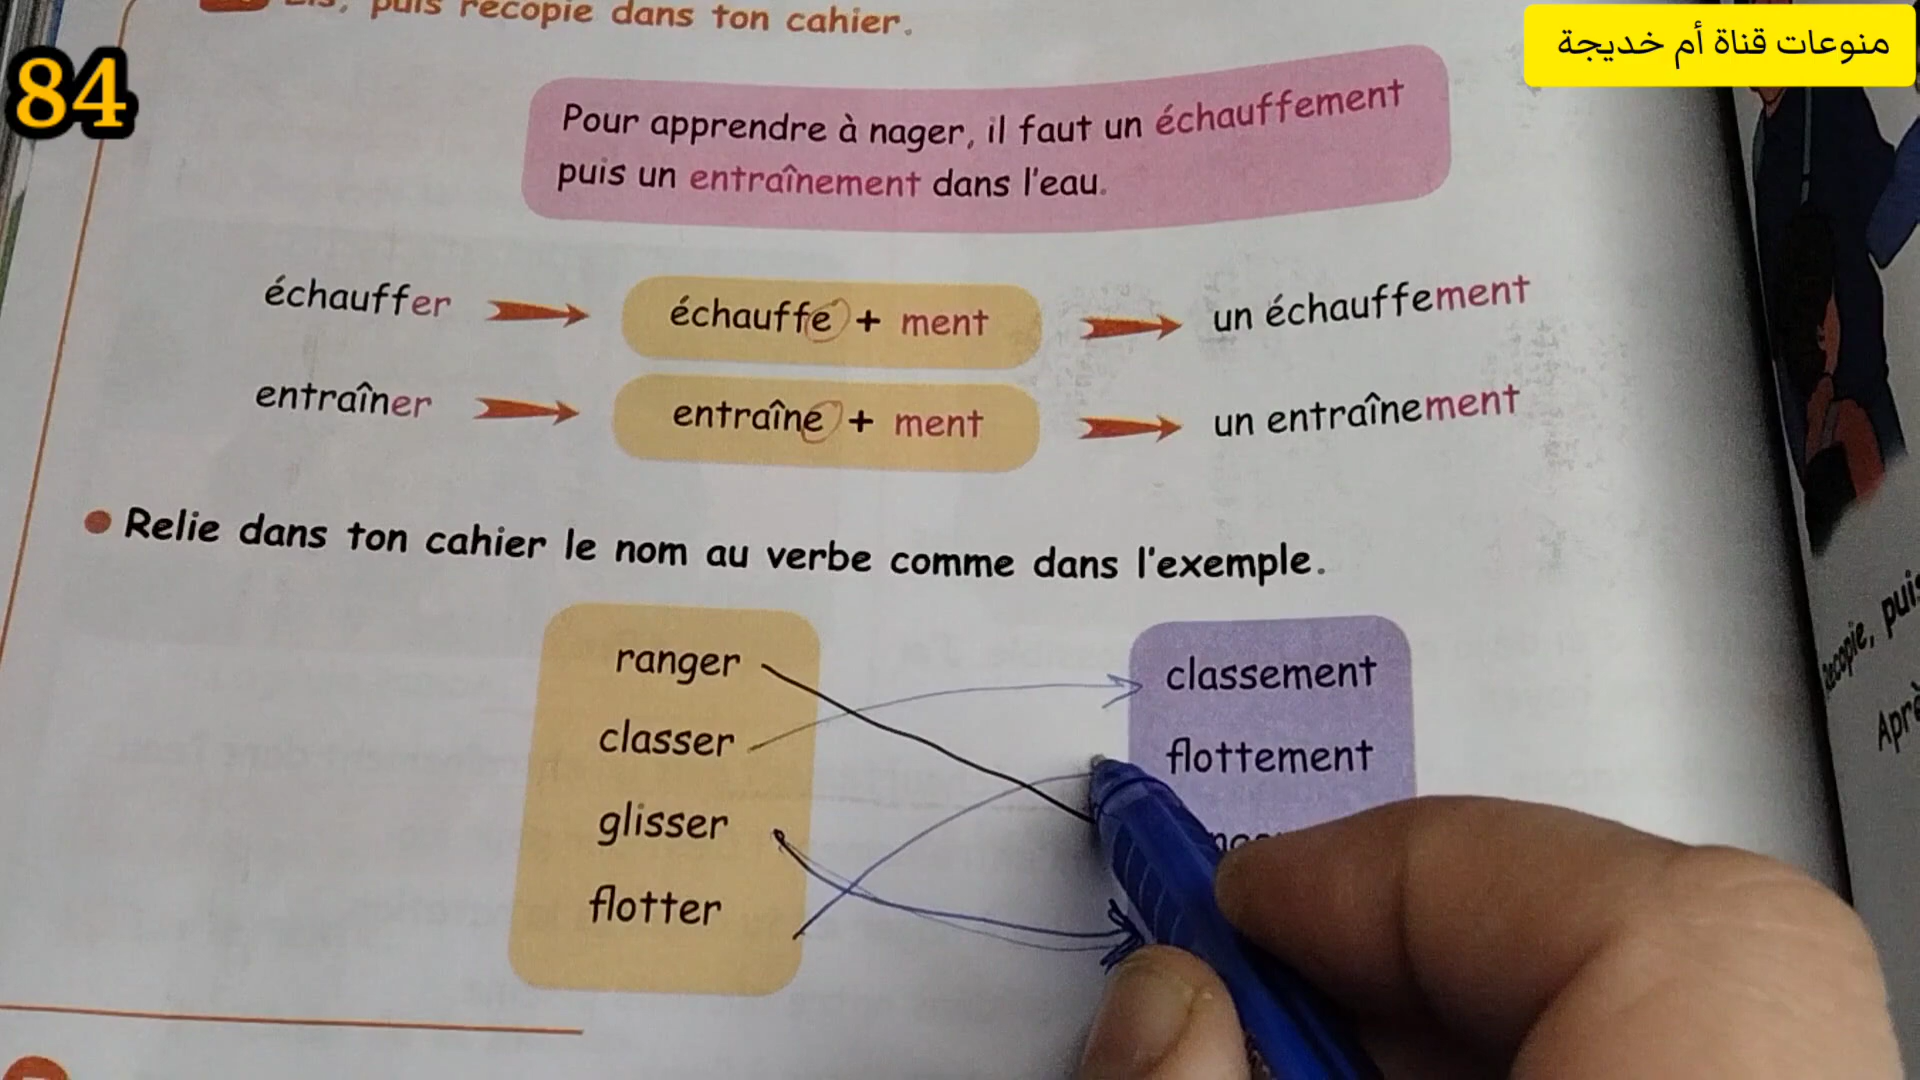 puis recopie dans ton cahier.
84
منوعات قناة أم خديجة
Pour apprendre à nager, il faut un échauffement
puis un entraînement dans l'eau.
échauffer échauffe + ment un échauffement
entraîner entraîne + ment un entraînement
Relie dans ton cahier le nom au verbe comme dans l'exemple.
ranger
classer
glisser
flotter
classement
flottement
puis
Aprè